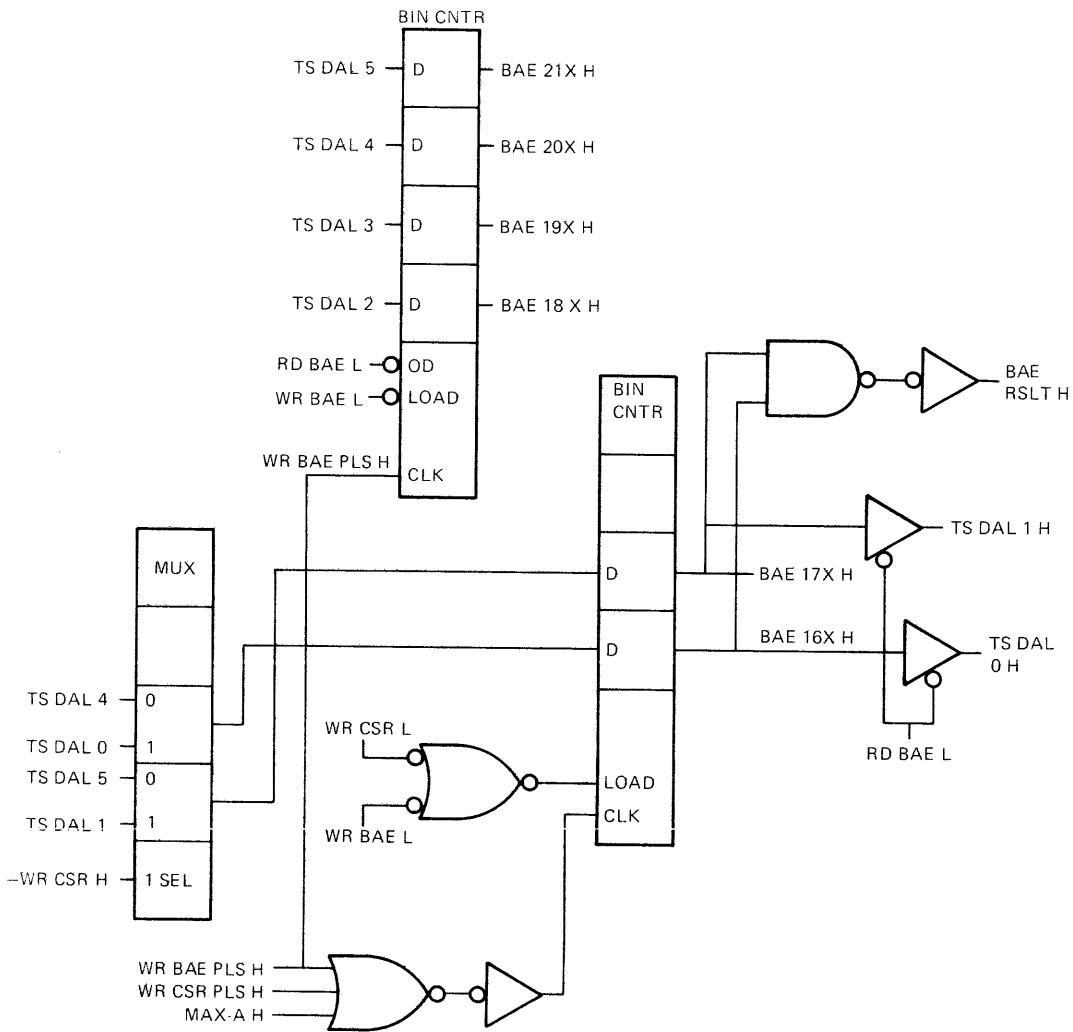 BIN CNTR
TS DAL 5
D
BAE 21X H
TS DAL 4
D
BAE 20X H
TS DAL 3
D
BAE 19X H
TS DAL 2
D
BAE 18 X H
RD BAE L
OD
WR BAE L
LOAD
WR BAE PLS H
CLK
BIN
CNTR
BAE
RSLT H
TS DAL 1 H
MUX
D
BAE 17X H
D
BAE 16X H
TS DAL
0 H
TS DAL 4
0
TS DAL 0
1
TS DAL 5
0
TS DAL 1
1
–WR CSR H
1 SEL
WR CSR L
WR BAE L
LOAD
CLK
RD BAE L
WR BAE PLS H
WR CSR PLS H
MAX-A H